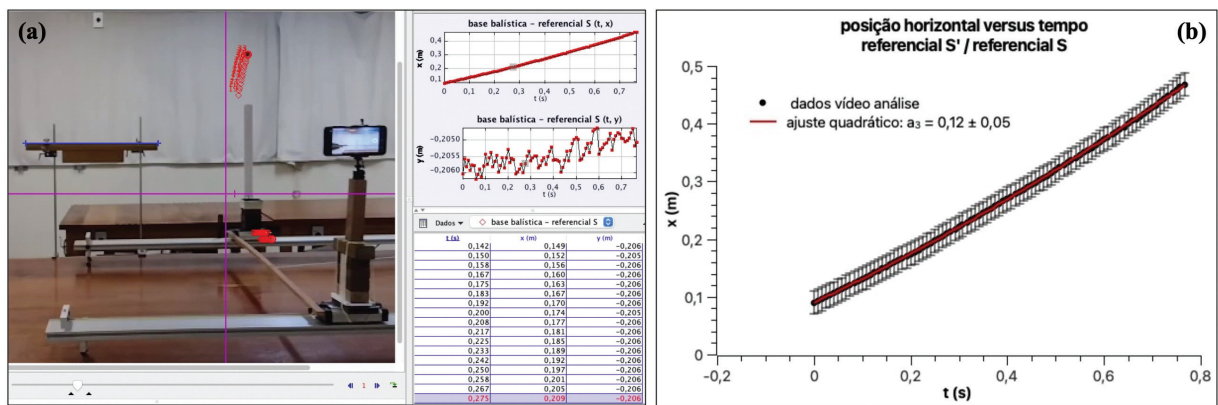 (a)
base balística - referencial S (t, x)
0,4
0,3
0,2
0,1
x (m)
0,0 0,1 0,2 0,3 0,4 0,5 0,6 0,7
t (s)
base balística - referencial S (t, y)
-0,2050
-0,2055
-0,2060
y (m)
0,0 0,1 0,2 0,3 0,4 0,5 0,6 0,7
t (s)
Dados base balística - referencial S
t (s) x (m) y (m)
0,142 0,149 -0,206
0,150 0,152 -0,205
0,158 0,156 -0,206
0,167 0,160 -0,206
0,175 0,163 -0,206
0,183 0,167 -0,206
0,192 0,170 -0,206
0,200 0,174 -0,205
0,208 0,177 -0,206
0,217 0,181 -0,206
0,225 0,185 -0,206
0,233 0,189 -0,206
0,242 0,192 -0,206
0,250 0,197 -0,206
0,258 0,201 -0,206
0,267 0,205 -0,206
0,275 0,209 -0,206
1
posição horizontal versus tempo
referencial S' / referencial S
(b)
dados vídeo análise
ajuste quadrático: a₃ = 0,12 ± 0,05
0,5
0,4
0,3
0,2
0,1
0
x (m)
-0,2 0 0,2 0,4 0,6 0,8
t (s)